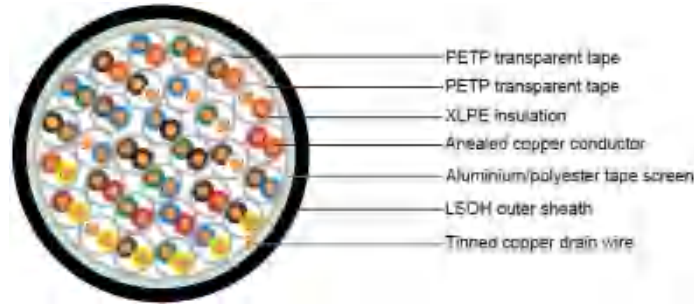 PETP transparent tape
PETP transparent tape
XLPE insulation
Anealed copper conductor
Aluminium/polyester tape screen
LSOH outer sheath
Tinned copper drain wire